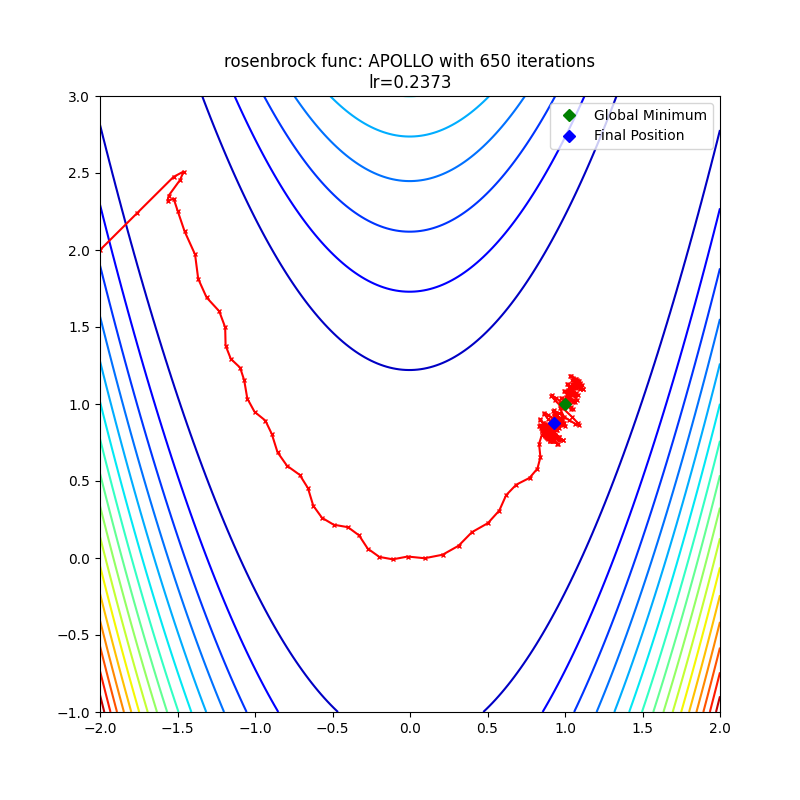 rosenbrock func: APOLLO with 650 iterations
lr=0.2373
Global Minimum
Final Position
3.0
2.5
2.0
1.5
1.0
0.5
0.0
−0.5
−1.0
−2.0 −1.5 −1.0 −0.5 0.0 0.5 1.0 1.5 2.0